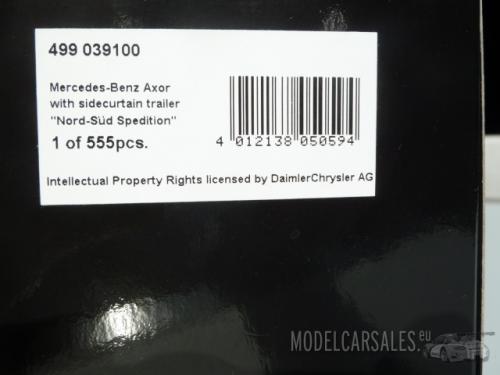 499 039100
Mercedes-Benz Axor
with sidecurtain trailer
"Nord-Süd Spedition"
1 of 555pcs.
4 012138 050594
Intellectual Property Rights licensed by DaimlerChrysler AG
MODELCARSALES.eu